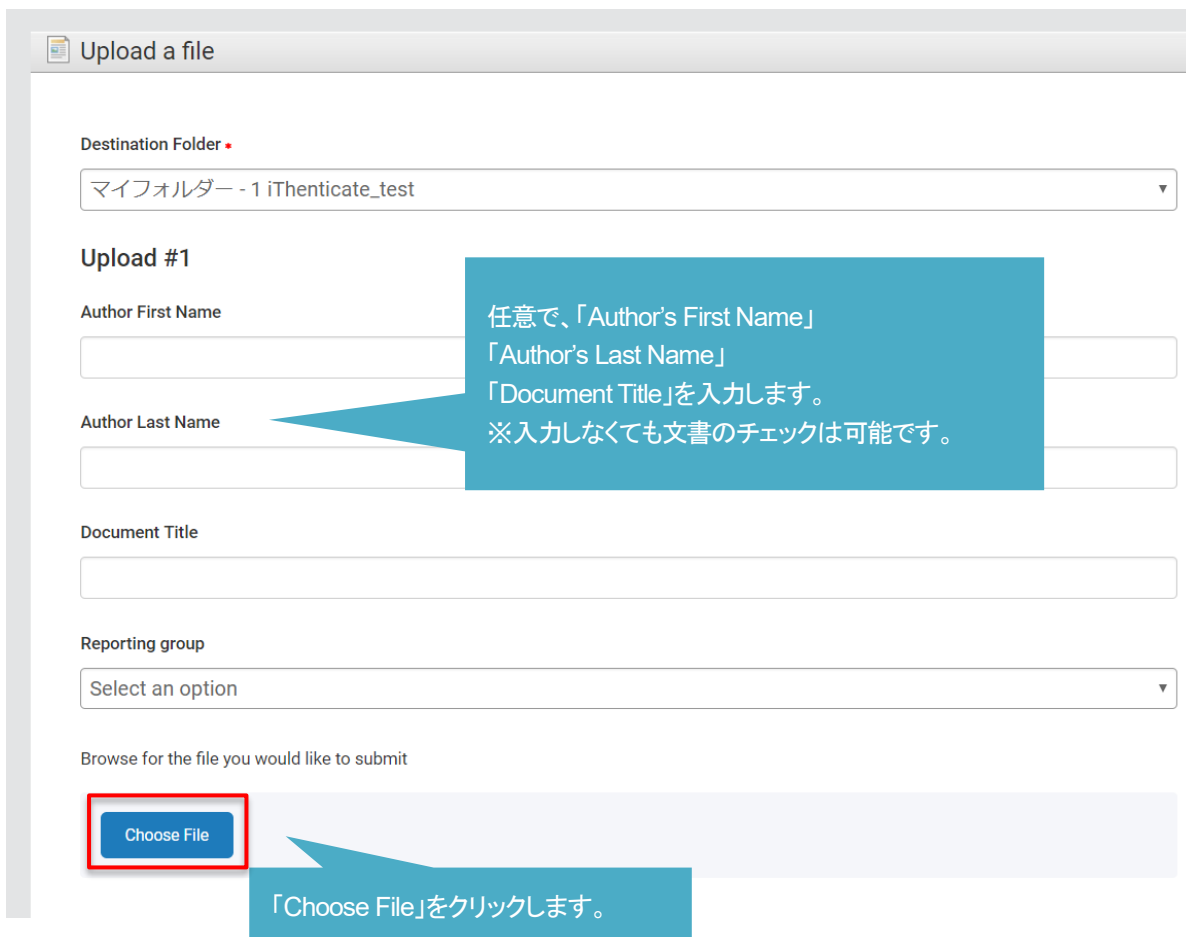 Upload a file
Destination Folder *
マイフォルダー - 1 iThenticate_test
Upload #1
Author First Name
任意で、「Author’s First Name」
「Author’s Last Name」
「Document Title」を入力します。
※入力しなくても文書のチェックは可能です。
Author Last Name
Document Title
Reporting group
Select an option
Browse for the file you would like to submit
Choose File
「Choose File」をクリックします。